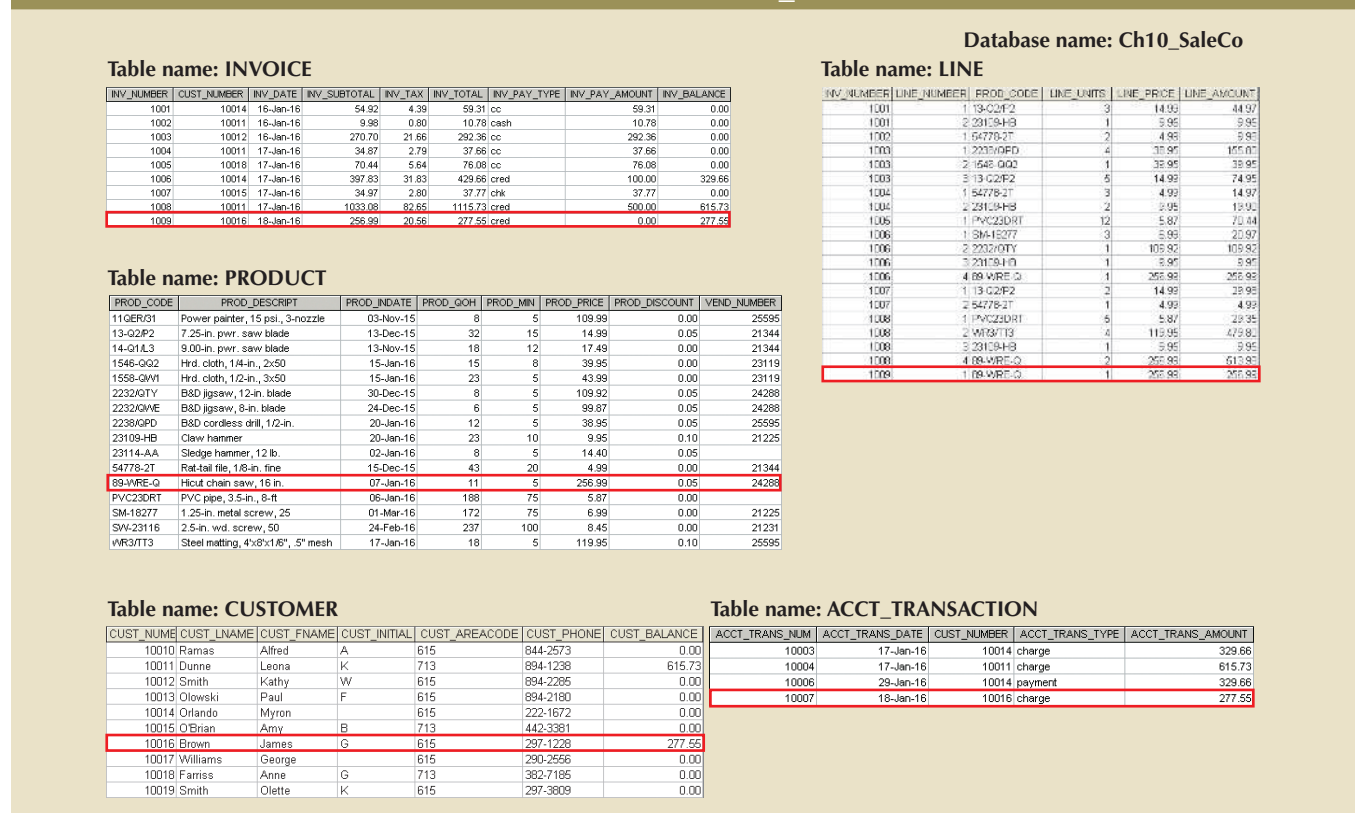 Database name: Ch10_SaleCo
Table name: INVOICE
INV_NUMBER CUST_NUMBER INV_DATE INV_SUBTOTAL INV_TAX INV_TOTAL INV_PAY_TYPE INV_PAY_AMOUNT INV_BALANCE
1001 10014 16-Jan-16 54.92 4.39 59.31 cc 59.31 0.00
1002 10011 16-Jan-16 9.98 0.80 10.78 cash 10.78 0.00
1003 10012 16-Jan-16 270.70 21.66 292.36 cc 292.36 0.00
1004 10011 17-Jan-16 34.87 2.79 37.66 cc 37.66 0.00
1005 10018 17-Jan-16 70.44 5.64 76.08 cc 76.08 0.00
1006 10014 17-Jan-16 397.83 31.83 429.66 cred 100.00 329.66
1007 10015 17-Jan-16 34.97 2.80 37.77 chk 37.77 0.00
1008 10011 17-Jan-16 1033.08 82.65 1115.73 cred 500.00 615.73
1009 10016 18-Jan-16 256.99 20.56 277.55 cred 0.00 277.55
Table name: LINE
INV_NUMBER LINE_NUMBER PROD_CODE LINE_UNITS LINE_PRICE LINE_AMOUNT
1001 1 13-Q2/P2 3 14.99 44.97
1001 2 23109-HB 1 9.95 9.95
1002 1 54778-2T 2 4.99 9.98
1003 1 2238/QPD 4 38.95 155.80
1003 2 1546-QQ2 1 39.95 39.95
1003 3 13-Q2/P2 5 14.99 74.95
1004 1 54778-2T 3 4.99 14.97
1004 2 23109-HB 2 9.95 19.90
1005 1 PVC23DRT 12 5.87 70.44
1006 1 SM-18277 3 6.99 20.97
1006 2 2232/QTY 1 109.92 109.92
1006 3 23109-HB 1 9.95 9.95
1006 4 89-WRE-Q 1 256.99 256.99
1007 1 13-Q2/P2 2 14.99 29.98
1007 2 54778-2T 1 4.99 4.99
1008 1 PVC23DRT 5 5.87 29.35
1008 2 WR3/TT3 4 119.95 479.80
1008 3 23109-HB 1 9.95 9.95
1008 4 89-WRE-Q 2 256.99 513.98
1009 1 89-WRE-Q 1 256.99 256.99
Table name: PRODUCT
PROD_CODE PROD_DESCRIPT PROD_INDATE PROD_QOH PROD_MIN PROD_PRICE PROD_DISCOUNT VEND_NUMBER
11QER/31 Power painter, 15 psi., 3-nozzle 03-Nov-15 8 5 109.99 0.00 25595
13-Q2/P2 7.25-in. pwr. saw blade 13-Dec-15 32 15 14.99 0.05 21344
14-Q1/L3 9.00-in. pwr. saw blade 13-Nov-15 18 12 17.49 0.00 21344
1546-QQ2 Hrd. cloth, 1/4-in., 2x50 15-Jan-16 15 8 39.95 0.00 23119
1558-QW1 Hrd. cloth, 1/2-in., 3x50 15-Jan-16 23 5 43.99 0.00 23119
2232/QTY B&D jigsaw, 12-in. blade 30-Dec-15 8 5 109.92 0.05 24288
2232/QWE B&D jigsaw, 8-in. blade 24-Dec-15 6 5 99.87 0.05 24288
2238/QPD B&D cordless drill, 1/2-in. 20-Jan-16 12 5 38.95 0.05 25595
23109-HB Claw hammer 20-Jan-16 23 10 9.95 0.10 21225
23114-AA Sledge hammer, 12 lb. 02-Jan-16 8 5 14.40 0.05
54778-2T Rat-tail file, 1/8-in. fine 15-Dec-15 43 20 4.99 0.00 21344
89-WRE-Q Hicut chain saw, 16 in. 07-Jan-16 11 5 256.99 0.05 24288
PVC23DRT PVC pipe, 3.5-in., 8-ft 06-Jan-16 188 75 5.87 0.00
SM-18277 1.25-in. metal screw, 25 01-Mar-16 172 75 6.99 0.00 21225
SW-23116 2.5-in. wd. screw, 50 24-Feb-16 237 100 8.45 0.00 21231
WR3/TT3 Steel matting, 4'x8'x1/6", .5" mesh 17-Jan-16 18 5 119.95 0.10 25595
Table name: CUSTOMER
CUST_NUME CUST_LNAME CUST_FNAME CUST_INITIAL CUST_AREACODE CUST_PHONE CUST_BALANCE
10010 Ramas Alfred A 615 844-2573 0.00
10011 Dunne Leona K 713 894-1238 615.73
10012 Smith Kathy W 615 894-2285 0.00
10013 Olowski Paul F 615 894-2180 0.00
10014 Orlando Myron 615 222-1672 0.00
10015 O'Brian Amy B 713 442-3381 0.00
10016 Brown James G 615 297-1228 277.55
10017 Williams George 615 290-2556 0.00
10018 Farriss Anne G 713 382-7185 0.00
10019 Smith Olette K 615 297-3809 0.00
Table name: ACCT_TRANSACTION
ACCT_TRANS_NUM ACCT_TRANS_DATE CUST_NUMBER ACCT_TRANS_TYPE ACCT_TRANS_AMOUNT
10003 17-Jan-16 10014 charge 329.66
10004 17-Jan-16 10011 charge 615.73
10006 29-Jan-16 10014 payment 329.66
10007 18-Jan-16 10016 charge 277.55